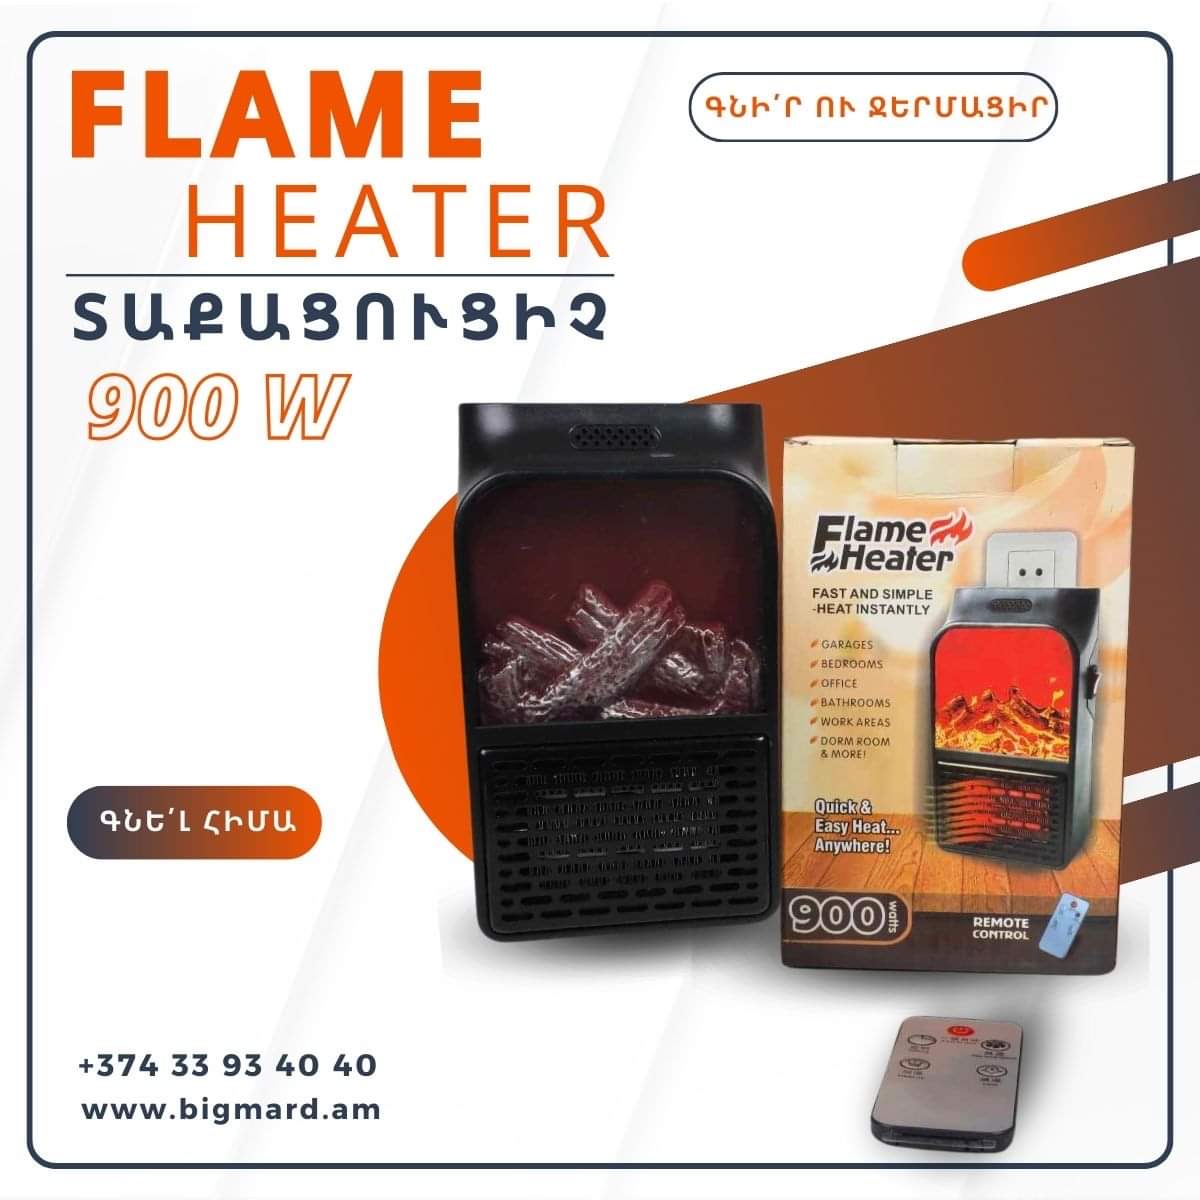 FLAME
HEATER
ՏԱՔԱՑՈՒՑԻՉ
900 W
ԳՆԻ՛Ր ՈՒ ՋԵՐՄԱՑԻՐ
Flame
Heater
FAST AND SIMPLE
-HEAT INSTANTLY
GARAGES
BEDROOMS
OFFICE
BATHROOMS
WORK AREAS
DORM ROOM
& MORE!
Quick &
Easy Heat...
Anywhere!
900 watts
REMOTE
CONTROL
ԳՆԵ՛Լ ՀԻՄԱ
+374 33 93 40 40
www.bigmard.am